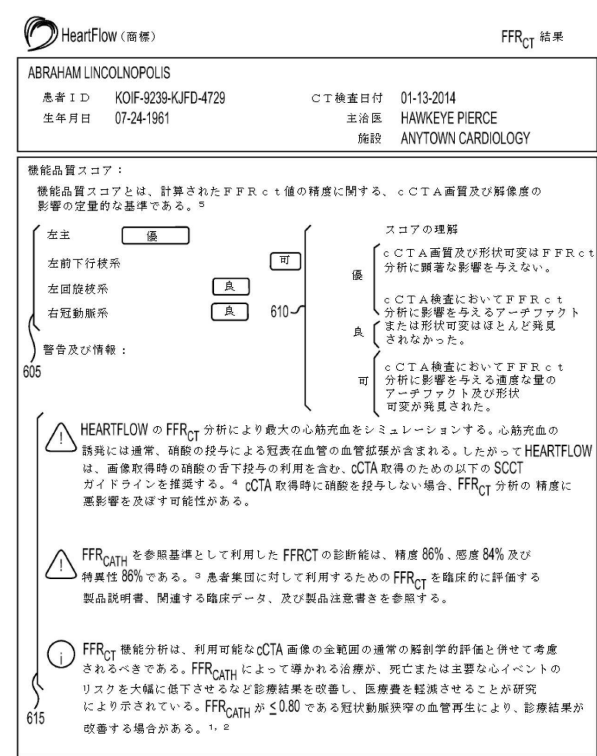 HeartFlow(商標)
FFRCT 結果
ABRAHAM LINCOLNOPOLIS
患者ID KOIF-9239-KJFD-4729 CT検査日付 01-13-2014
生年月日 07-24-1961 主治医 HAWKEYE PIERCE
施設 ANYTOWN CARDIOLOGY
機能品質スコア:
機能品質スコアとは、計算されたFFRct値の精度に関する、cCTA画質及び解像度の
影響の定量的な基準である。5
左主 優
左前下行枝系 可
左回旋枝系 良
右冠動脈系 良
警告及び情報:
605
610
スコアの理解
優
cCTA画質及び形状可変はFFRct
分析に顕著な影響を与えない。
良
cCTA検査においてFFRct
分析に影響を与えるアーチファクト
または形状可変はほとんど発見
されなかった。
可
cCTA検査においてFFRct
分析に影響を与える適度な量の
アーチファクト及び形状
可変が発見された。
HEARTFLOW の FFRCT 分析により最大の心筋充血をシミュレーションする。心筋充血の
誘発には通常、硝酸の投与による冠表在血管の血管拡張が含まれる。したがって HEARTFLOW
は、画像取得時の硝酸の舌下投与の利用を含む、cCTA 取得のための以下の SCCT
ガイドラインを推奨する。4 cCTA 取得時に硝酸を投与しない場合、FFRCT 分析の 精度に
悪影響を及ぼす可能性がある。
FFRCATH を参照基準として利用した FFRCT の診断能は、精度 86%、感度 84% 及び
特異性 86% である。3 患者集団に対して利用するための FFRCT を臨床的に評価する
製品説明書、関連する臨床データ、及び製品注意書きを参照する。
i
FFRCT 機能分析は、利用可能な cCTA 画像の全範囲の通常の解剖学的評価と併せて考慮
されるべきである。FFRCATH によって導かれる治療が、死亡または主要な心イベントの
リスクを大幅に低下させるなど診療結果を改善し、医療費を軽減させることが研究
により示されている。FFRCATH が ≤0.80 である冠状動脈狭窄の血管再生により、診療結果が
改善する場合がある。1, 2
615